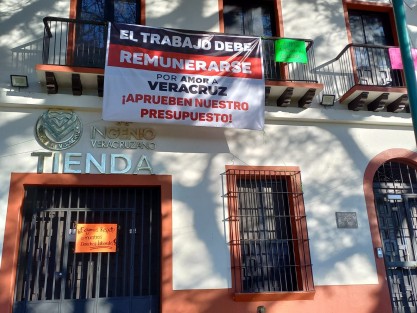 EL TRABAJO DEBE
REMUNERARSE
POR AMOR A
VERACRUZ
¡APRUEBEN NUESTRO
PRESUPUESTO!
INGENIO
VERACRUZANO
TIENDA